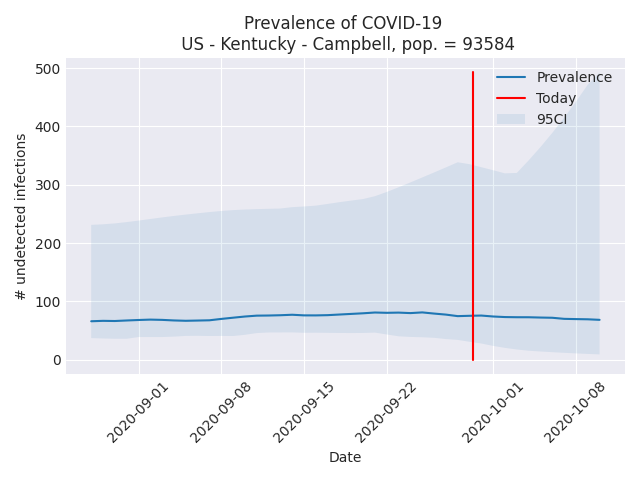 Prevalence of COVID-19
US - Kentucky - Campbell, pop. = 93584
500
400
300
200
100
0
# undetected infections
Prevalence
Today
95CI
2020-09-01
2020-09-08
2020-09-15
2020-09-22
2020-10-01
2020-10-08
Date